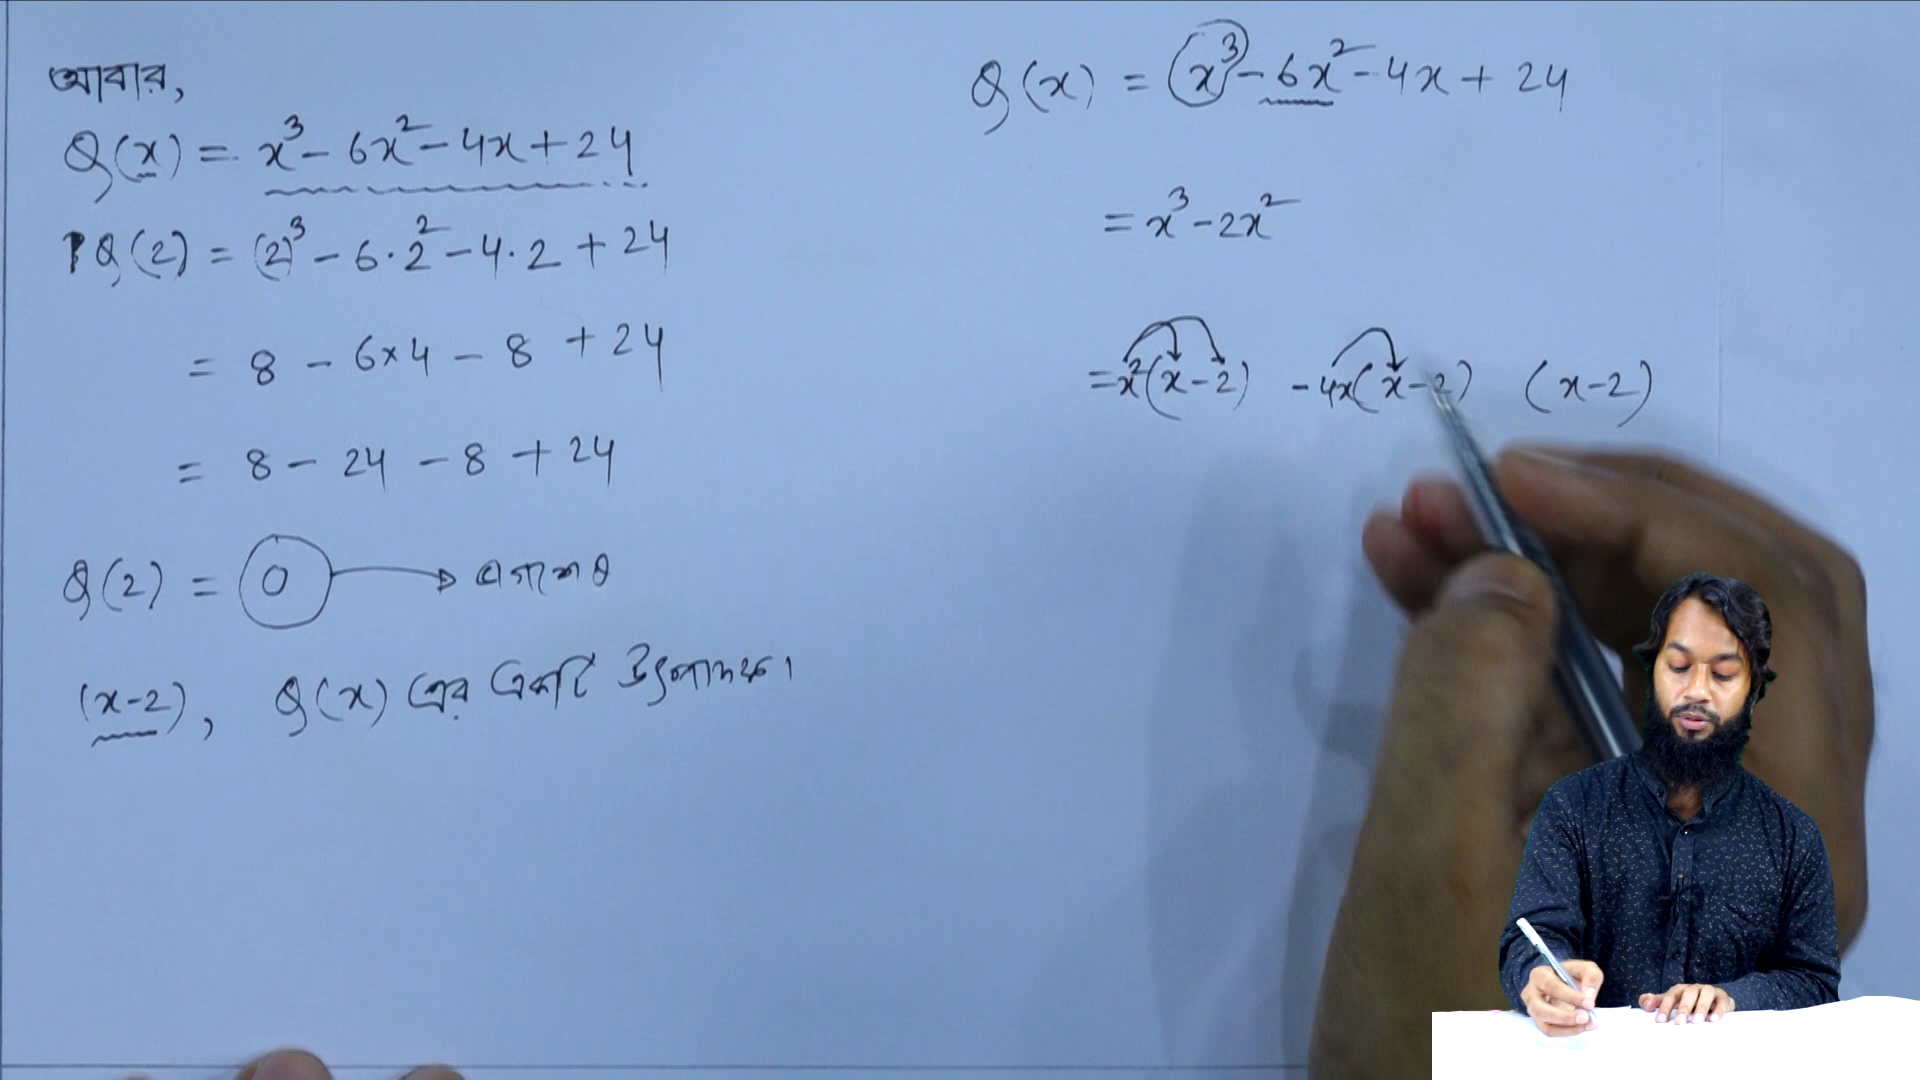 আবার,
Q(x) = x³ - 6x² - 4x + 24
Q(2) = (2)³ - 6·2² - 4·2 + 24
= 8 - 6×4 - 8 + 24
= 8 - 24 - 8 + 24
Q(2) = 0 → ভাগশেষ
(x-2), Q(x) এর একটি উৎপাদক।
Q(x) = x³ - 6x² - 4x + 24
= x³ - 2x²
= x²(x-2) - 4x(x-2) (x-2)